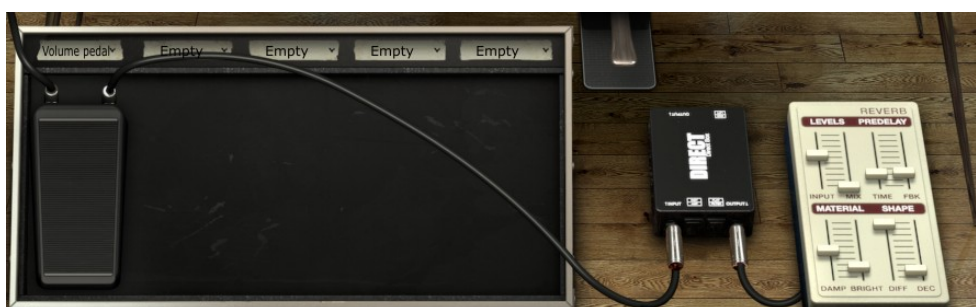 Volume pedal
Empty
Empty
Empty
Empty
REVERB
LEVELS PREDELAY
DIRECT
INPUT MIX TIME FBK
MATERIAL SHAPE
INPUT OUTPUT
DAMP BRIGHT DIFF DEC